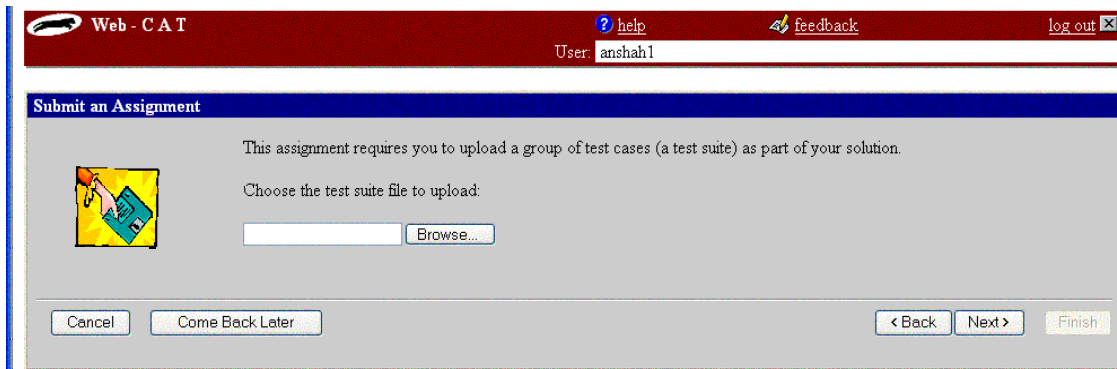 Web - C A T ? help feedback log out
User: anshah1
Submit an Assignment
This assignment requires you to upload a group of test cases (a test suite) as part of your solution.
Choose the test suite file to upload:
Browse...
Cancel Come Back Later < Back Next > Finish